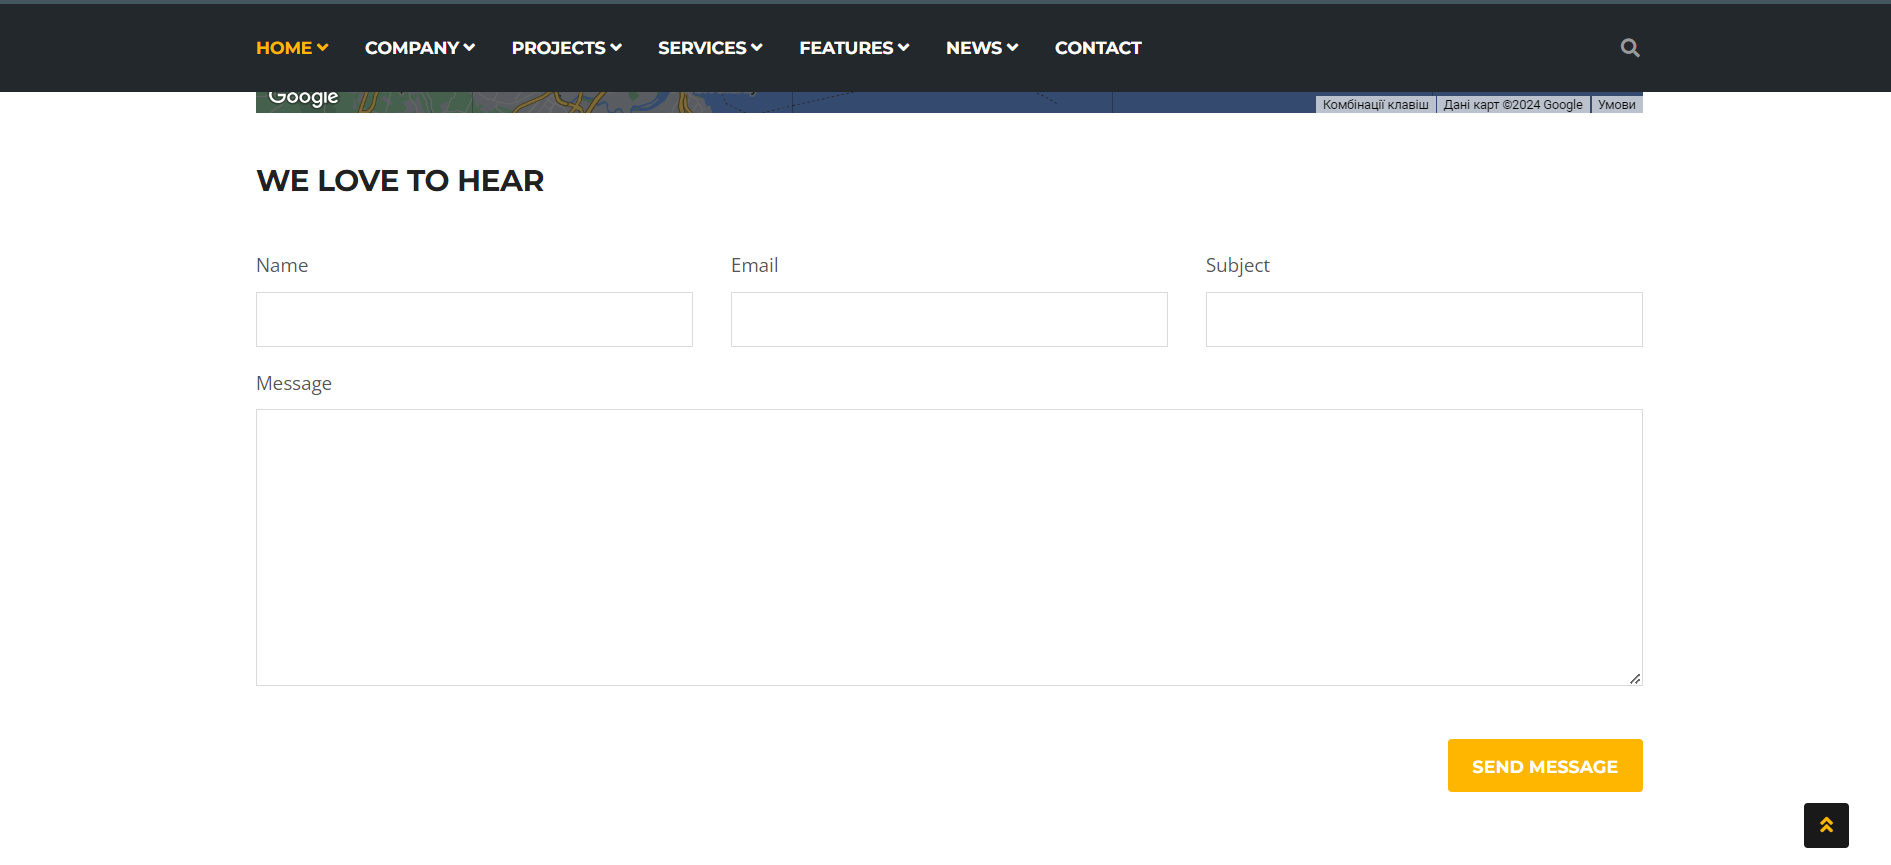 HOME COMPANY PROJECTS SERVICES FEATURES NEWS CONTACT
Google
Комбінації клавіш Дані карт ©2024 Google Умови
WE LOVE TO HEAR
Name Email Subject
Message
SEND MESSAGE